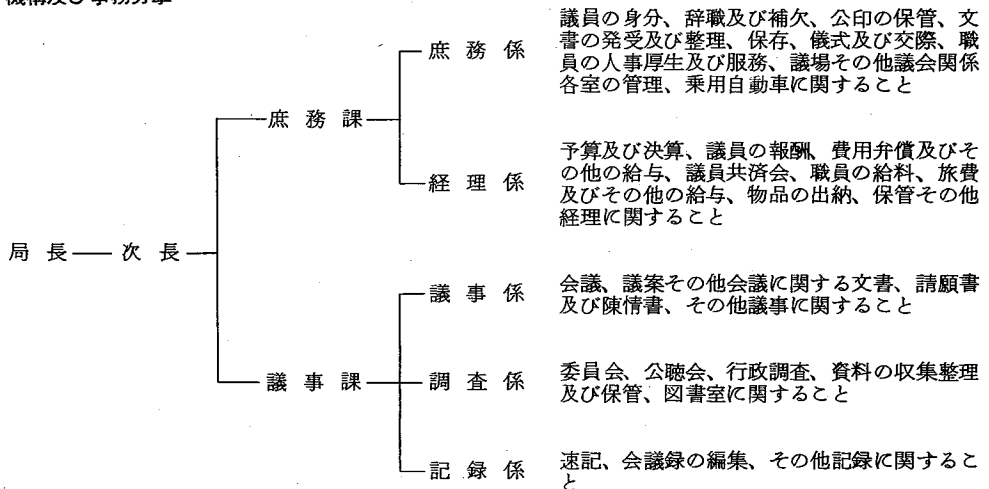 機構及び事務分掌
局長
次長
庶務課
庶務係
議員の身分、辞職及び補欠、公印の保管、文
書の発受及び整理、保存、儀式及び交際、職
員の人事厚生及び服務、議場その他議会関係
各室の管理、乗用自動車に関すること
経理係
予算及び決算、議員の報酬、費用弁償及びそ
の他の給与、議員共済会、職員の給料、旅費
及びその他の給与、物品の出納、保管その他
経理に関すること
議事課
議事係
会議、議案その他会議に関する文書、請願書
及び陳情書、その他議事に関すること
調査係
委員会、公聴会、行政調査、資料の収集整理
及び保管、図書室に関すること
記録係
速記、会議録の編集、その他記録に関するこ
と